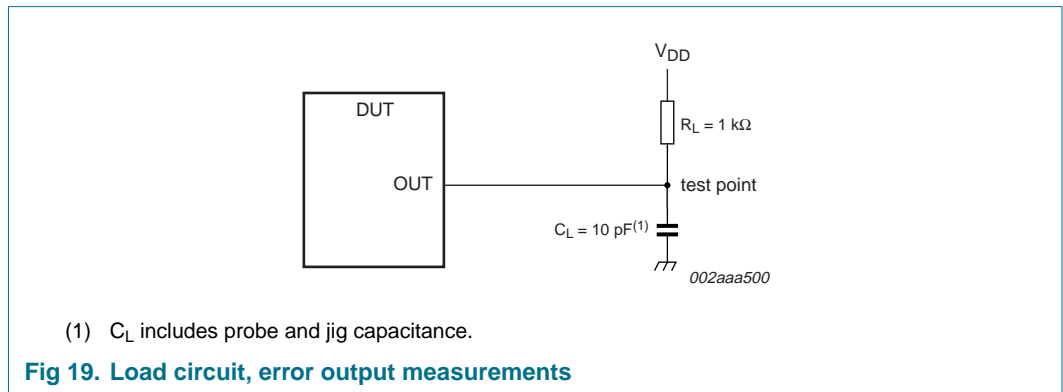 V_DD
DUT
R_L = 1 kΩ
OUT
test point
C_L = 10 pF(1)
002aaa500
(1) C_L includes probe and jig capacitance.
Fig 19. Load circuit, error output measurements